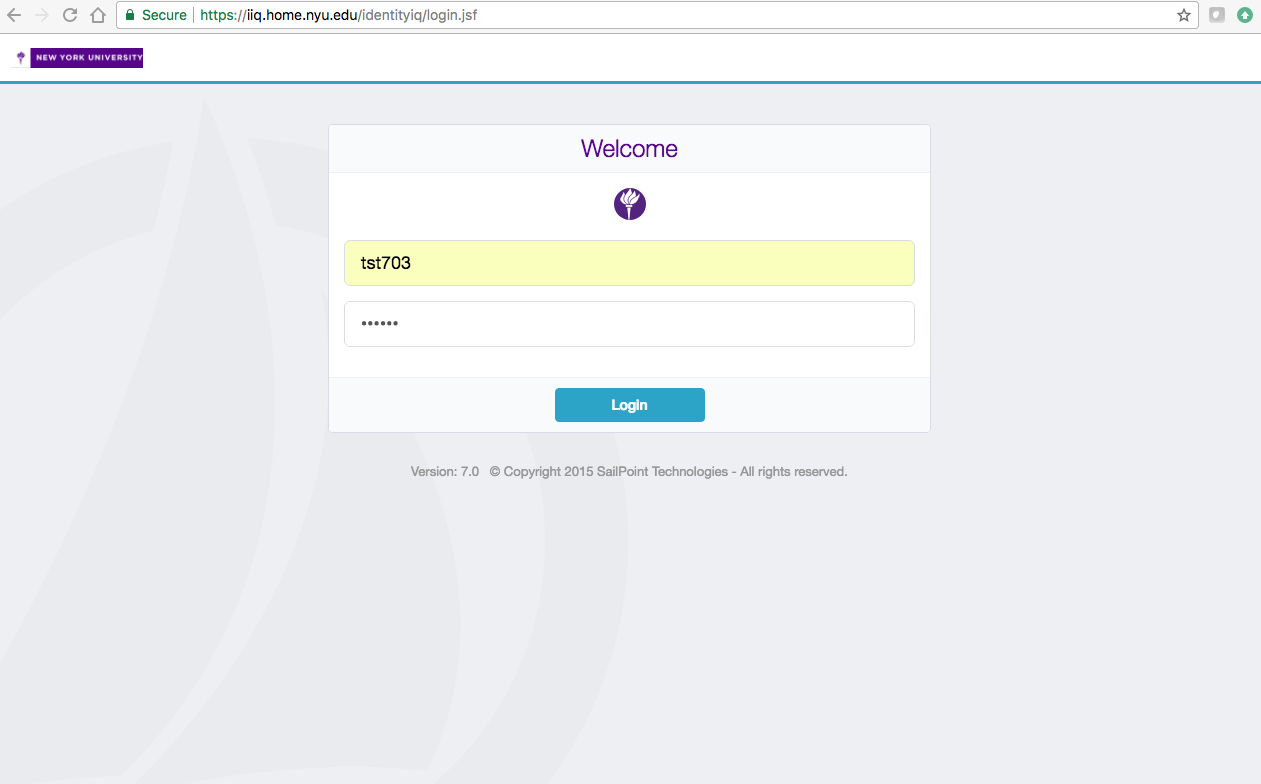 Secure https://iiq.home.nyu.edu/identityiq/login.jsf
NEW YORK UNIVERSITY
Welcome
tst703
••••••
Login
Version: 7.0 © Copyright 2015 SailPoint Technologies - All rights reserved.